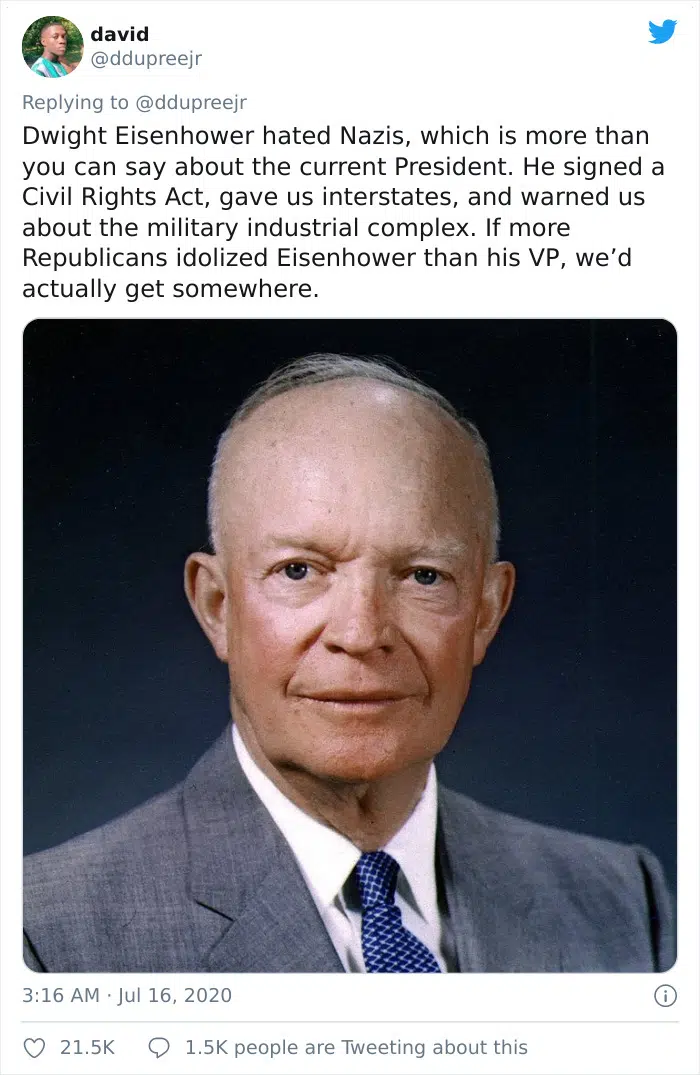 david
@ddupreejr
Replying to @ddupreejr
Dwight Eisenhower hated Nazis, which is more than
you can say about the current President. He signed a
Civil Rights Act, gave us interstates, and warned us
about the military industrial complex. If more
Republicans idolized Eisenhower than his VP, we’d
actually get somewhere.
3:16 AM · Jul 16, 2020
21.5K
1.5K people are Tweeting about this